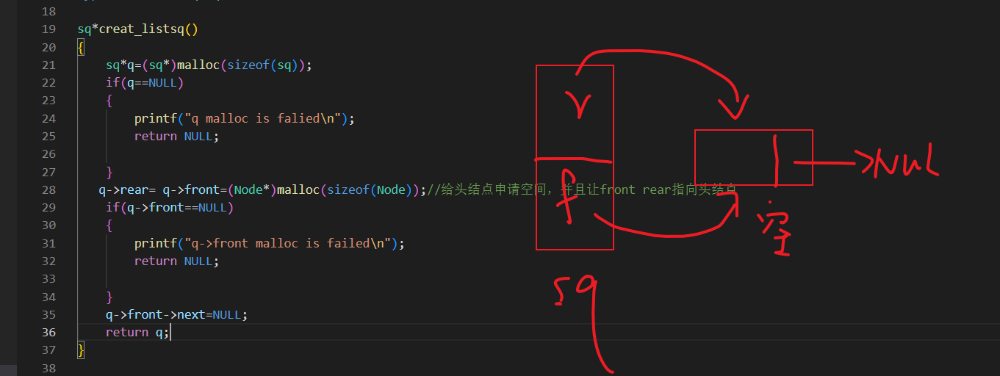 18
19 sq*creat_listsq()
20 {
21 sq*q=(sq*)malloc(sizeof(sq));
22 if(q==NULL)
23 {
24 printf("q malloc is falied\n");
25 return NULL;
26
27 }
28 q->rear= q->front=(Node*)malloc(sizeof(Node));//给头结点申请空间，并且让front rear指向头结点
29 if(q->front==NULL)
30 {
31 printf("q->front malloc is failed\n");
32 return NULL;
33
34 }
35 q->front->next=NULL;
36 return q;
37 }
38
r
f
NUL
sq